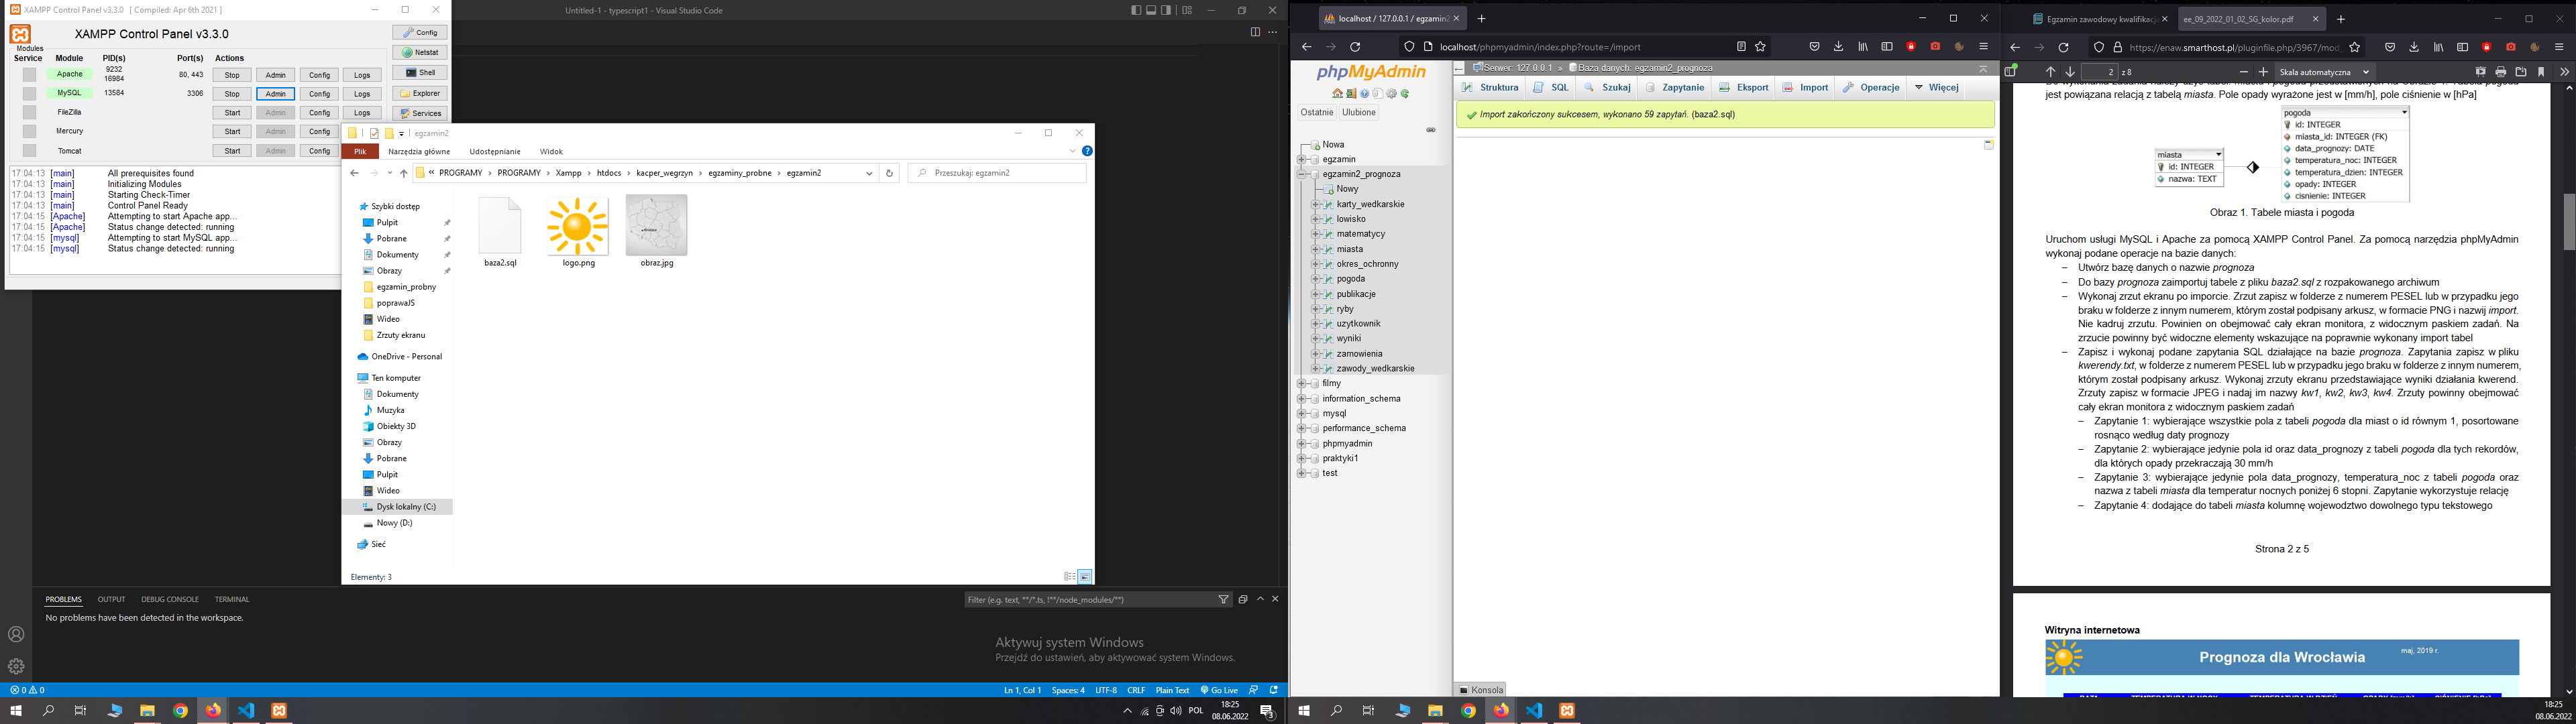 XAMPP Control Panel v3.3.0 [ Compiled: Apr 6th 2021 ]
XAMPP Control Panel v3.3.0
Modules
Service Module PID(s) Port(s) Actions
Apache 9232 16984 80, 443 Stop Admin Config Logs
MySQL 13584 3306 Stop Admin Config Logs
FileZilla Start Admin Config Logs
Mercury Start Admin Config
Tomcat Start Admin Config
Config
Netstat
Shell
Explorer
Services
17:04:13 [main] All prerequisites found
17:04:13 [main] Initializing Modules
17:04:13 [main] Starting Check-Timer
17:04:13 [main] Control Panel Ready
17:04:15 [Apache] Attempting to start Apache app...
17:04:15 [Apache] Status change detected: running
17:04:15 [mysql] Attempting to start MySQL app...
17:04:15 [mysql] Status change detected: running
Untitled-1 - typescript1 - Visual Studio Code
egzamin2
Plik Narzędzia główne Udostępnianie Widok
« PROGRAMY › PROGRAMY › Xampp › htdocs › kacper_wegrzyn › egzaminy_probne › egzamin2
Przeszukaj: egzamin2
Szybki dostęp
Pulpit
Pobrane
Dokumenty
Obrazy
egzamin_probny
poprawaJS
Wideo
Zrzuty ekranu
OneDrive - Personal
Ten komputer
Dokumenty
Muzyka
Obiekty 3D
Obrazy
Pobrane
Pulpit
Wideo
Dysk lokalny (C:)
Nowy (D:)
Sieć
baza2.sql
logo.png
obraz.jpg
Elementy: 3
PROBLEMS OUTPUT DEBUG CONSOLE TERMINAL
Filter (e.g. text, **/*.ts, !**/node_modules/**)
No problems have been detected in the workspace.
Aktywuj system Windows
Przejdź do ustawień, aby aktywować system Windows.
0 0
Ln 1, Col 1 Spaces: 4 UTF-8 CRLF Plain Text Go Live
POL
18:25
08.06.2022
3
localhost / 127.0.0.1 / egzamin2
localhost/phpmyadmin/index.php?route=/import
phpMyAdmin
Ostatnie Ulubione
Nowa
egzamin
egzamin2_prognoza
Nowy
karty_wedkarskie
lowisko
matematycy
miasta
okres_ochronny
pogoda
publikacje
ryby
uzytkownik
wyniki
zamowienia
zawody_wedkarskie
filmy
information_schema
mysql
performance_schema
phpmyadmin
praktyki1
test
Serwer: 127.0.0.1 » Baza danych: egzamin2_prognoza
Struktura SQL Szukaj Zapytanie Eksport Import Operacje Więcej
Import zakończony sukcesem, wykonano 59 zapytań. (baza2.sql)
Konsola
Egzamin zawodowy kwalifikacj
ee_09_2022_01_02_SG_kolor.pdf
https://enaw.smarthost.pl/pluginfile.php/3967/mod
2 z 8
Skala automatyczna
jest powiązana relacją z tabelą miasta. Pole opady wyrażone jest w [mm/h], pole ciśnienie w [hPa]
miasta
id: INTEGER
nazwa: TEXT
pogoda
id: INTEGER
miasta_id: INTEGER (FK)
data_prognozy: DATE
temperatura_noc: INTEGER
temperatura_dzien: INTEGER
opady: INTEGER
cisnienie: INTEGER
Obraz 1. Tabele miasta i pogoda
Uruchom usługi MySQL i Apache za pomocą XAMPP Control Panel. Za pomocą narzędzia phpMyAdmin
wykonaj podane operacje na bazie danych:
– Utwórz bazę danych o nazwie prognoza
– Do bazy prognoza zaimportuj tabele z pliku baza2.sql z rozpakowanego archiwum
– Wykonaj zrzut ekranu po imporcie. Zrzut zapisz w folderze z numerem PESEL lub w przypadku jego
braku w folderze z innym numerem, którym został podpisany arkusz, w formacie PNG i nazwij import.
Nie kadruj zrzutu. Powinien on obejmować cały ekran monitora, z widocznym paskiem zadań. Na
zrzucie powinny być widoczne elementy wskazujące na poprawnie wykonany import tabel
– Zapisz i wykonaj podane zapytania SQL działające na bazie prognoza. Zapytania zapisz w pliku
kwerendy.txt, w folderze z numerem PESEL lub w przypadku jego braku w folderze z innym numerem,
którym został podpisany arkusz. Wykonaj zrzuty ekranu przedstawiające wyniki działania kwerend.
Zrzuty zapisz w formacie JPEG i nadaj im nazwy kw1, kw2, kw3, kw4. Zrzuty powinny obejmować
cały ekran monitora z widocznym paskiem zadań
– Zapytanie 1: wybierające wszystkie pola z tabeli pogoda dla miast o id równym 1, posortowane
rosnąco według daty prognozy
– Zapytanie 2: wybierające jedynie pola id oraz data_prognozy z tabeli pogoda dla tych rekordów,
dla których opady przekraczają 30 mm/h
– Zapytanie 3: wybierające jedynie pola data_prognozy, temperatura_noc z tabeli pogoda oraz
nazwa z tabeli miasta dla temperatur nocnych poniżej 6 stopni. Zapytanie wykorzystuje relację
– Zapytanie 4: dodające do tabeli miasta kolumnę wojewodztwo dowolnego typu tekstowego
Strona 2 z 5
Witryna internetowa
Prognoza dla Wrocławia
maj, 2019 r.
18:25
08.06.2022